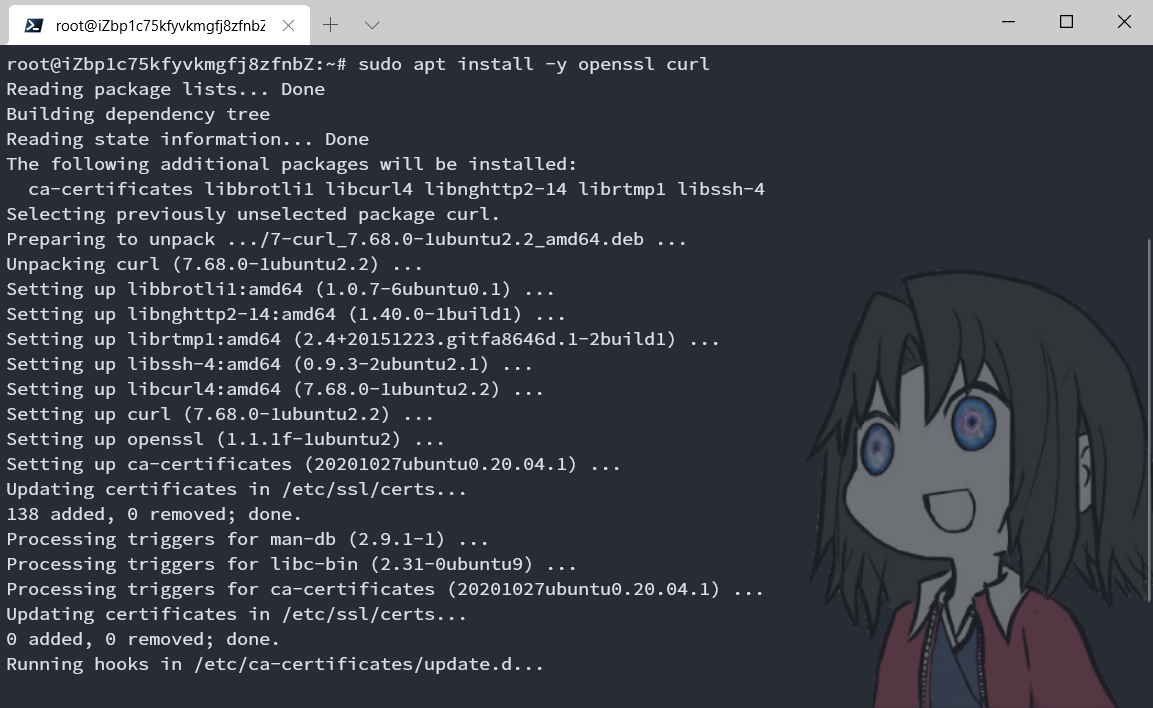 root@iZbp1c75kfyvkmgfj8zfnbZ
root@iZbp1c75kfyvkmgfj8zfnbZ:~# sudo apt install -y openssl curl
Reading package lists... Done
Building dependency tree
Reading state information... Done
The following additional packages will be installed:
  ca-certificates libbrotli1 libcurl4 libnghttp2-14 librtmp1 libssh-4
Selecting previously unselected package curl.
Preparing to unpack .../7-curl_7.68.0-1ubuntu2.2_amd64.deb ...
Unpacking curl (7.68.0-1ubuntu2.2) ...
Setting up libbrotli1:amd64 (1.0.7-6ubuntu0.1) ...
Setting up libnghttp2-14:amd64 (1.40.0-1build1) ...
Setting up librtmp1:amd64 (2.4+20151223.gitfa8646d.1-2build1) ...
Setting up libssh-4:amd64 (0.9.3-2ubuntu2.1) ...
Setting up libcurl4:amd64 (7.68.0-1ubuntu2.2) ...
Setting up curl (7.68.0-1ubuntu2.2) ...
Setting up openssl (1.1.1f-1ubuntu2) ...
Setting up ca-certificates (20201027ubuntu0.20.04.1) ...
Updating certificates in /etc/ssl/certs...
138 added, 0 removed; done.
Processing triggers for man-db (2.9.1-1) ...
Processing triggers for libc-bin (2.31-0ubuntu9) ...
Processing triggers for ca-certificates (20201027ubuntu0.20.04.1) ...
Updating certificates in /etc/ssl/certs...
0 added, 0 removed; done.
Running hooks in /etc/ca-certificates/update.d...